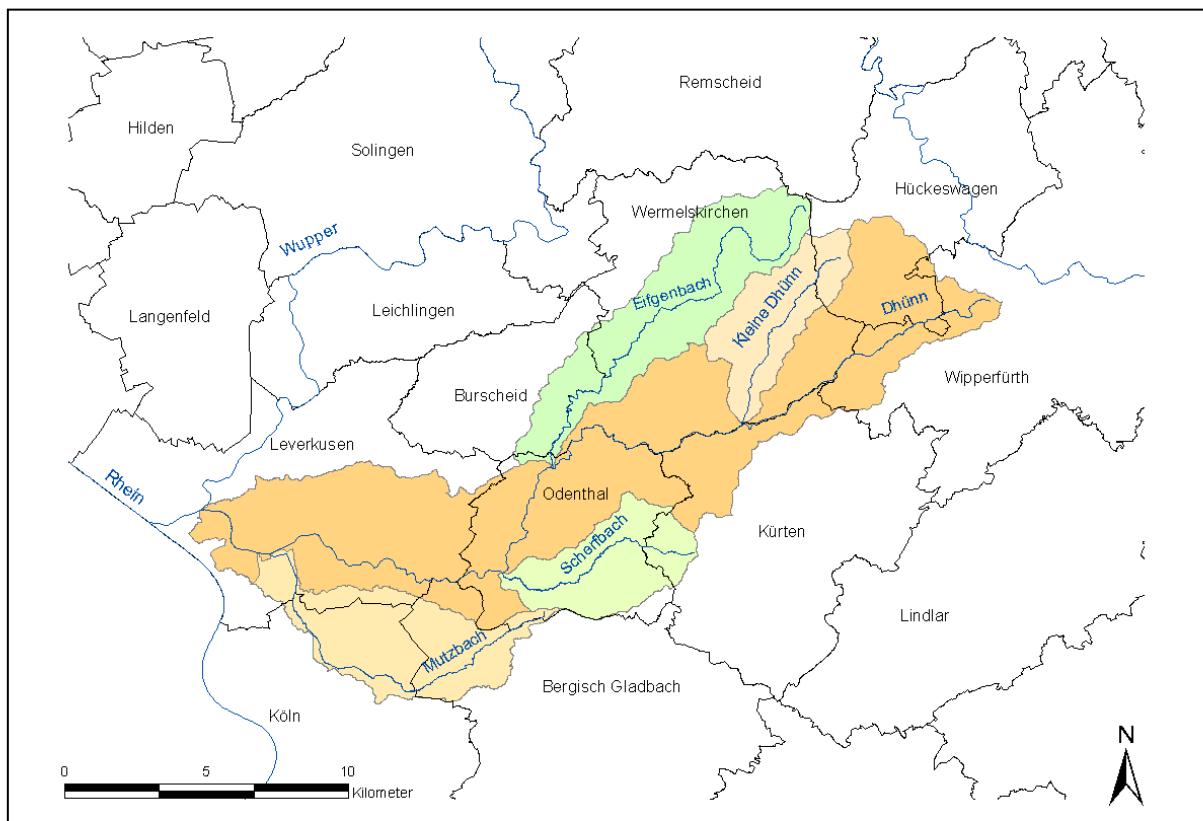 Remscheid
Hilden
Solingen
Hückeswagen
Wermelskirchen
Wupper
Eifgenbach
Kleine Dhünn
Dhünn
Leichlingen
Langenfeld
Wipperfürth
Burscheid
Leverkusen
Rhein
Odenthal
Scherfbach
Kürten
Lindlar
Mutzbach
Bergisch Gladbach
Köln
N
0 5 10
Kilometer